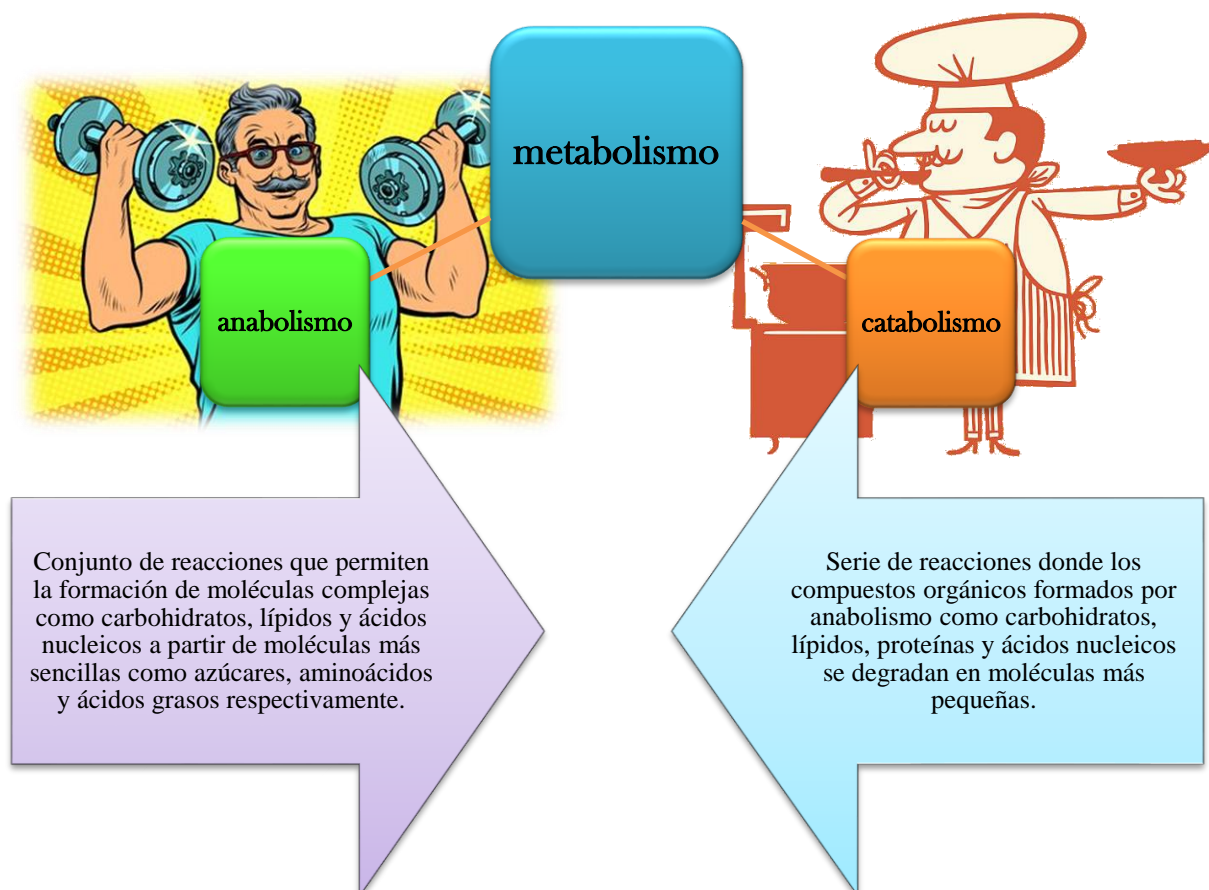 metabolismo
anabolismo
catabolismo
Conjunto de reacciones que permiten
la formación de moléculas complejas
como carbohidratos, lípidos y ácidos
nucleicos a partir de moléculas más
sencillas como azúcares, aminoácidos
y ácidos grasos respectivamente.
Serie de reacciones donde los
compuestos orgánicos formados por
anabolismo como carbohidratos,
lípidos, proteínas y ácidos nucleicos
se degradan en moléculas más
pequeñas.